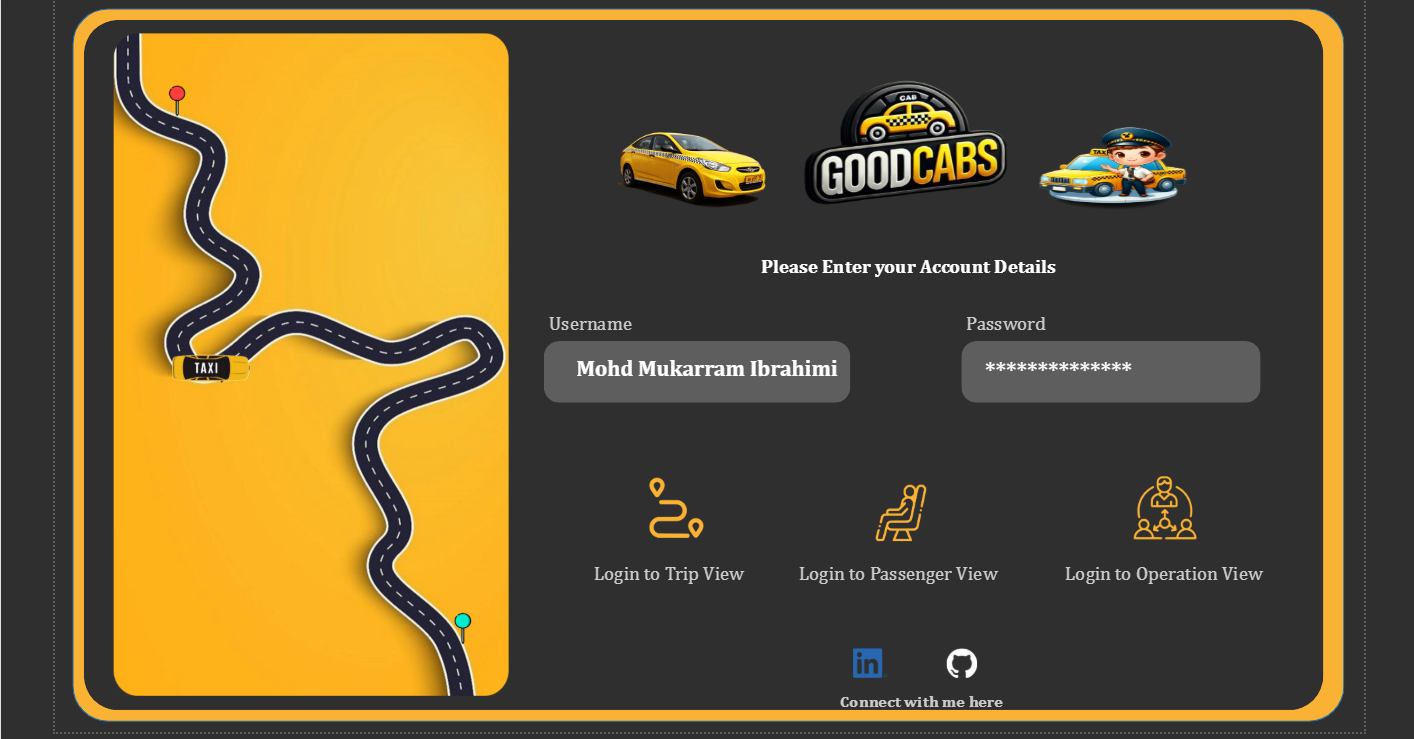 TAXI
CAB
GOODCABS
TAXI
Please Enter your Account Details
Username
Password
Mohd Mukarram Ibrahimi
**************
Login to Trip View
Login to Passenger View
Login to Operation View
in
Connect with me here